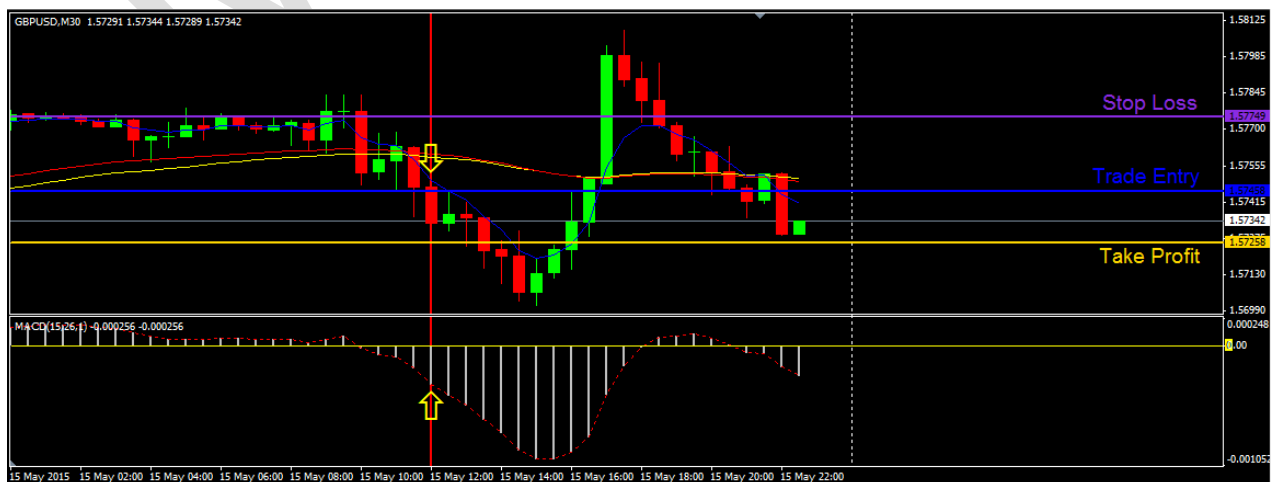 GBPUSD,M30 1.57291 1.57344 1.57289 1.57342
1.58125
1.57985
1.57845
Stop Loss
1.57749
1.57700
1.57555
Trade Entry
1.57415
1.57342
1.57258
Take Profit
1.57130
1.56990
MACD(15,26,1) -0.000256 -0.000256
0.000248
0.00
-0.001052
15 May 2015 15 May 02:00 15 May 04:00 15 May 06:00 15 May 08:00 15 May 10:00 15 May 12:00 15 May 14:00 15 May 16:00 15 May 18:00 15 May 20:00 15 May 22:00